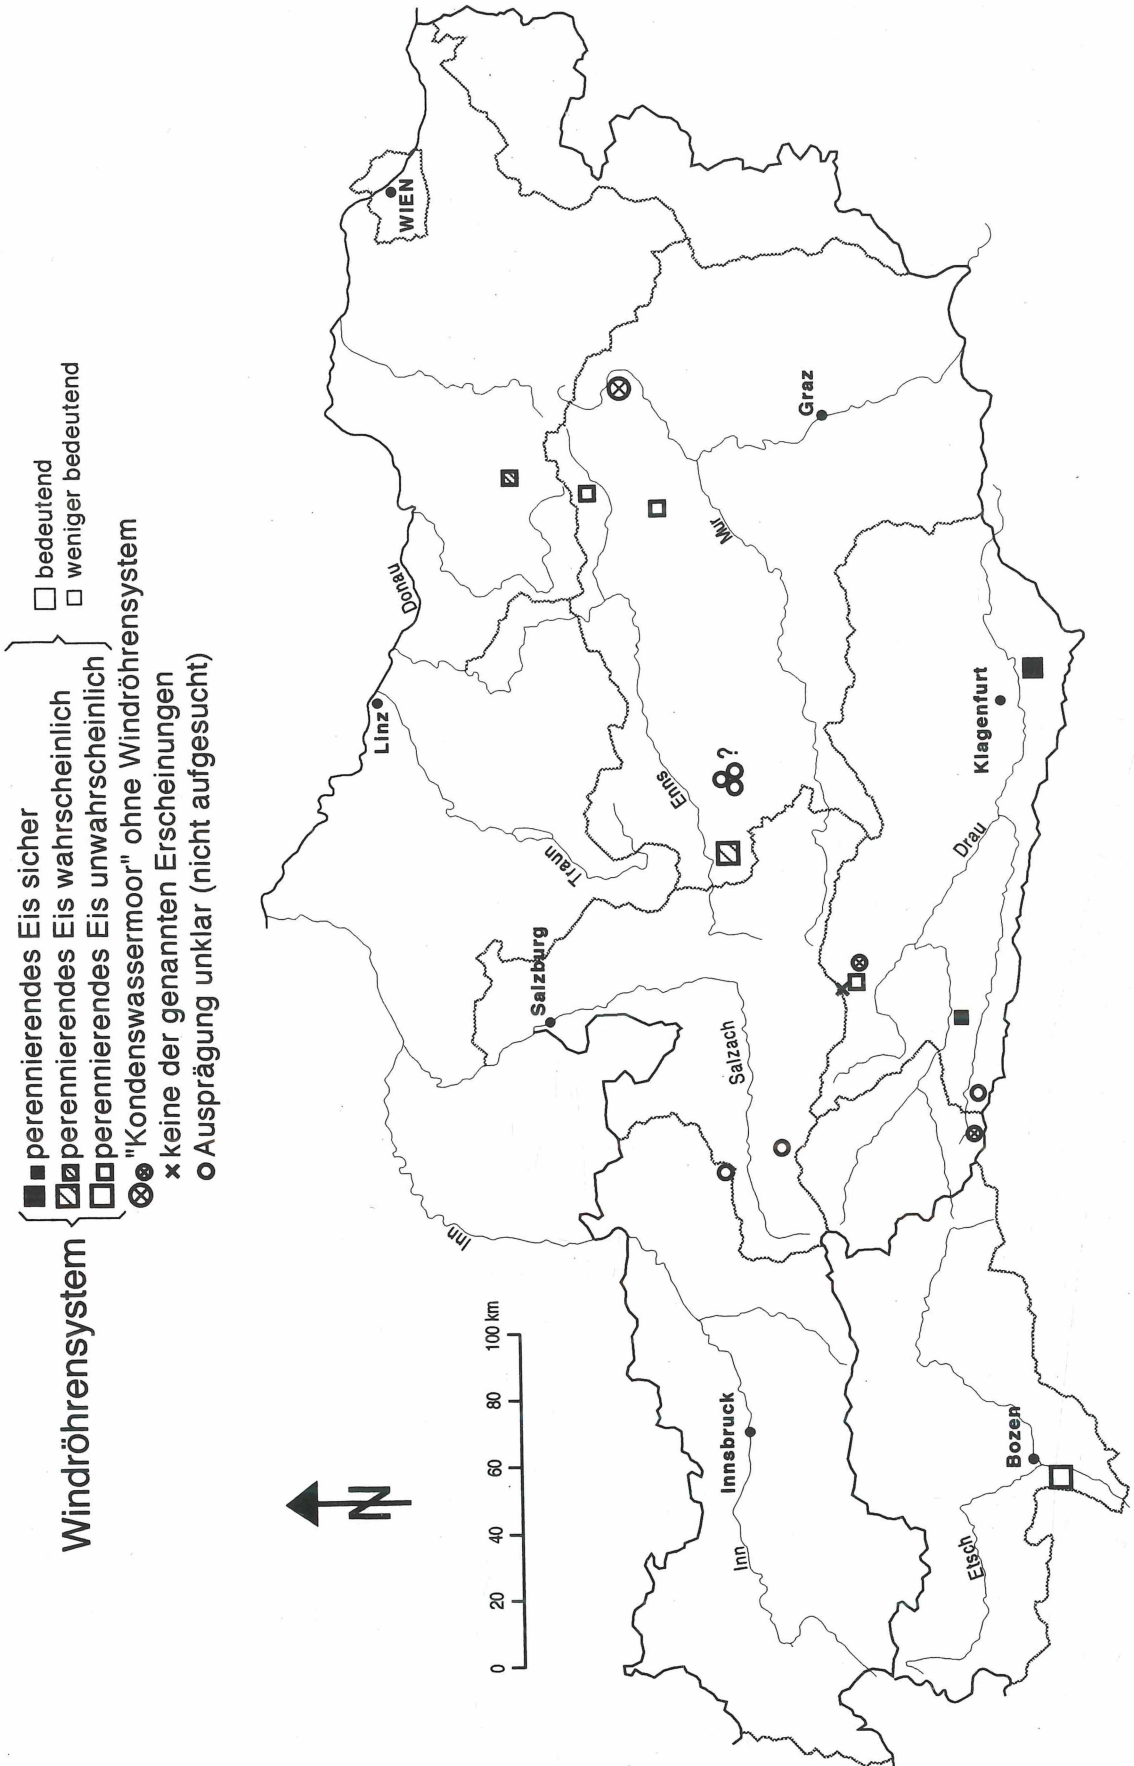 Windröhrensystem
perennierendes Eis sicher
perennierendes Eis wahrscheinlich
perennierendes Eis unwahrscheinlich
"Kondenswassermoor" ohne Windröhrensystem
keine der genannten Erscheinungen
Ausprägung unklar (nicht aufgesucht)
bedeutend
weniger bedeutend
N
0 20 40 60 80 100 km
WIEN
Donau
Linz
Traun
Enns
?
Salzburg
Salzach
Inn
Innsbruck
Inn
Mur
Graz
Klagenfurt
Drau
Bozen
Etsch